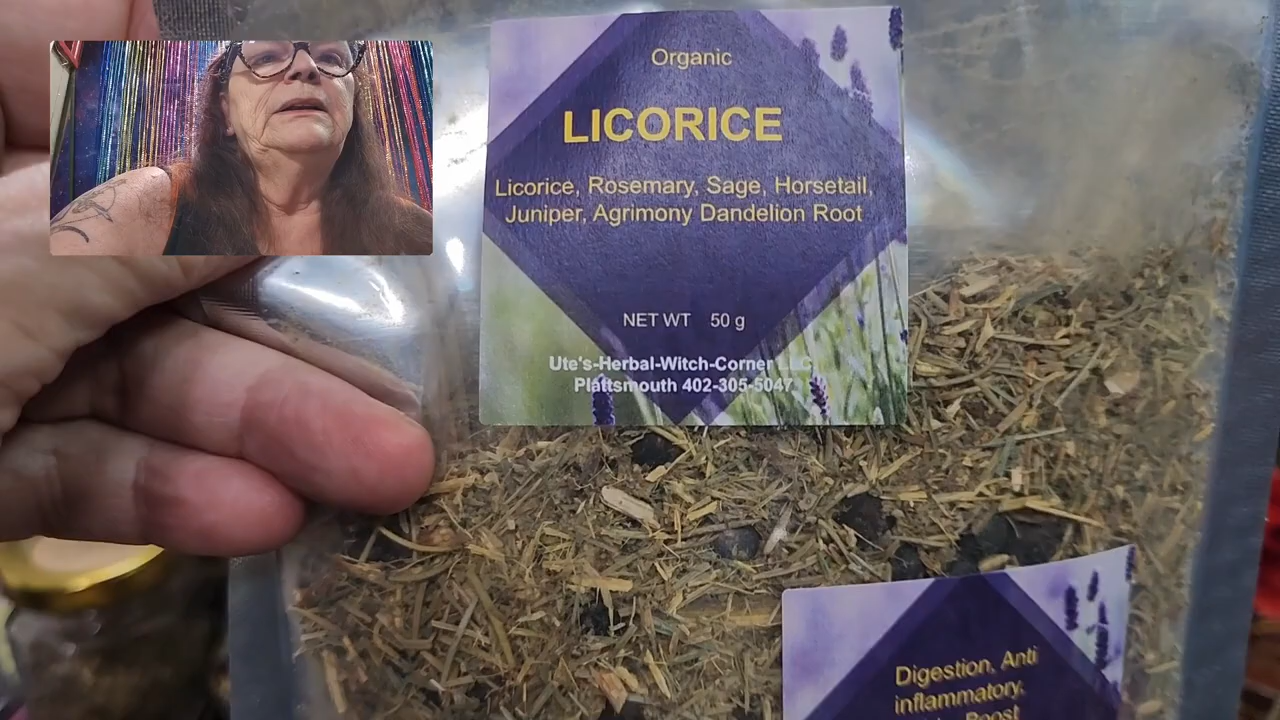 Organic
LICORICE
Licorice, Rosemary, Sage, Horsetail,
Juniper, Agrimony Dandelion Root
NET WT 50 g
Ute's-Herbal-Witch-Corner LLC
Plattsmouth 402-305-5047
Digestion, Anti
inflammatory,
Boost